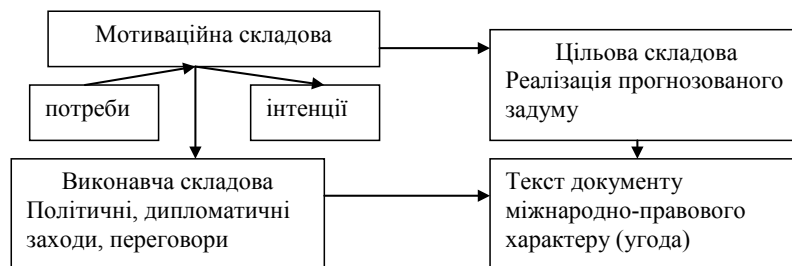 Мотиваційна складова
Цільова складова
Реалізація прогнозованого
задуму
потреби
інтенції
Виконавча складова
Політичні, дипломатичні
заходи, переговори
Текст документу
міжнародно-правового
характеру (угода)